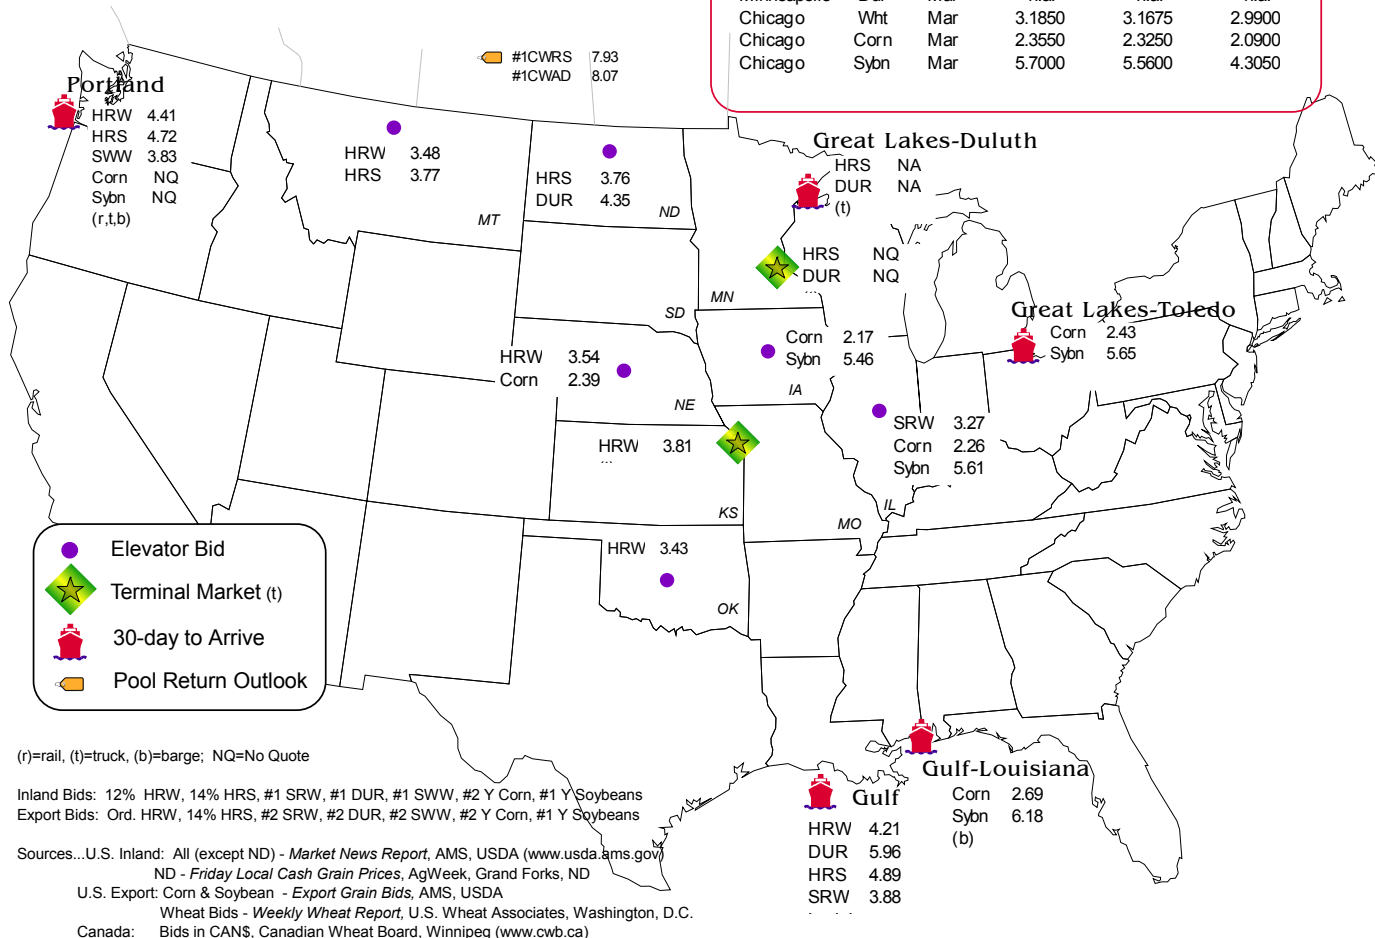 Chicago Wht Mar 3.1850 3.1675 2.9900
Chicago Corn Mar 2.3550 2.3250 2.0900
Chicago Sybn Mar 5.7000 5.5600 4.3050
#1CWRS 7.93
#1CWAD 8.07
Portland
HRW 4.41
HRS 4.72
SWW 3.83
Corn NQ
Sybn NQ
(r,t,b)
HRW 3.48
HRS 3.77
MT
HRS 3.76
DUR 4.35
ND
Great Lakes-Duluth
HRS NA
DUR NA
(t)
HRS NQ
DUR NQ
MN
SD
Great Lakes-Toledo
Corn 2.43
Sybn 5.65
Corn 2.17
Sybn 5.46
IA
HRW 3.54
Corn 2.39
NE
SRW 3.27
Corn 2.26
Sybn 5.61
IL
HRW 3.81
KS
MO
HRW 3.43
OK
Elevator Bid
Terminal Market (t)
30-day to Arrive
Pool Return Outlook
Gulf-Louisiana
Corn 2.69
Sybn 6.18
(b)
Gulf
HRW 4.21
DUR 5.96
HRS 4.89
SRW 3.88
(r)=rail, (t)=truck, (b)=barge; NQ=No Quote
Inland Bids: 12% HRW, 14% HRS, #1 SRW, #1 DUR, #1 SWW, #2 Y Corn, #1 Y Soybeans
Export Bids: Ord. HRW, 14% HRS, #2 SRW, #2 DUR, #2 SWW, #2 Y Corn, #1 Y Soybeans
Sources...U.S. Inland: All (except ND) - Market News Report, AMS, USDA (www.usda.ams.gov)
ND - Friday Local Cash Grain Prices, AgWeek, Grand Forks, ND
U.S. Export: Corn & Soybean - Export Grain Bids, AMS, USDA
Wheat Bids - Weekly Wheat Report, U.S. Wheat Associates, Washington, D.C.
Canada: Bids in CAN$, Canadian Wheat Board, Winnipeg (www.cwb.ca)